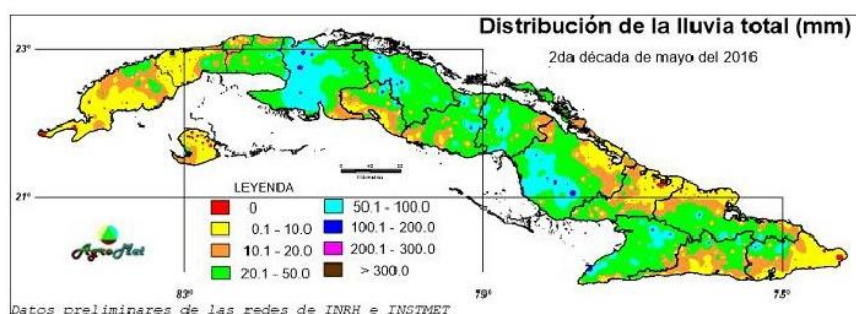 Distribución de la lluvia total (mm)
2da década de mayo del 2016
23°
21°
LEYENDA
0
0.1 - 10.0
10.1 - 20.0
20.1 - 50.0
50.1 - 100.0
100.1 - 200.0
200.1 - 300.0
> 300.0
AgroMet
83°
79°
75°
Datos preliminares de las redes de INRH e INSTMET